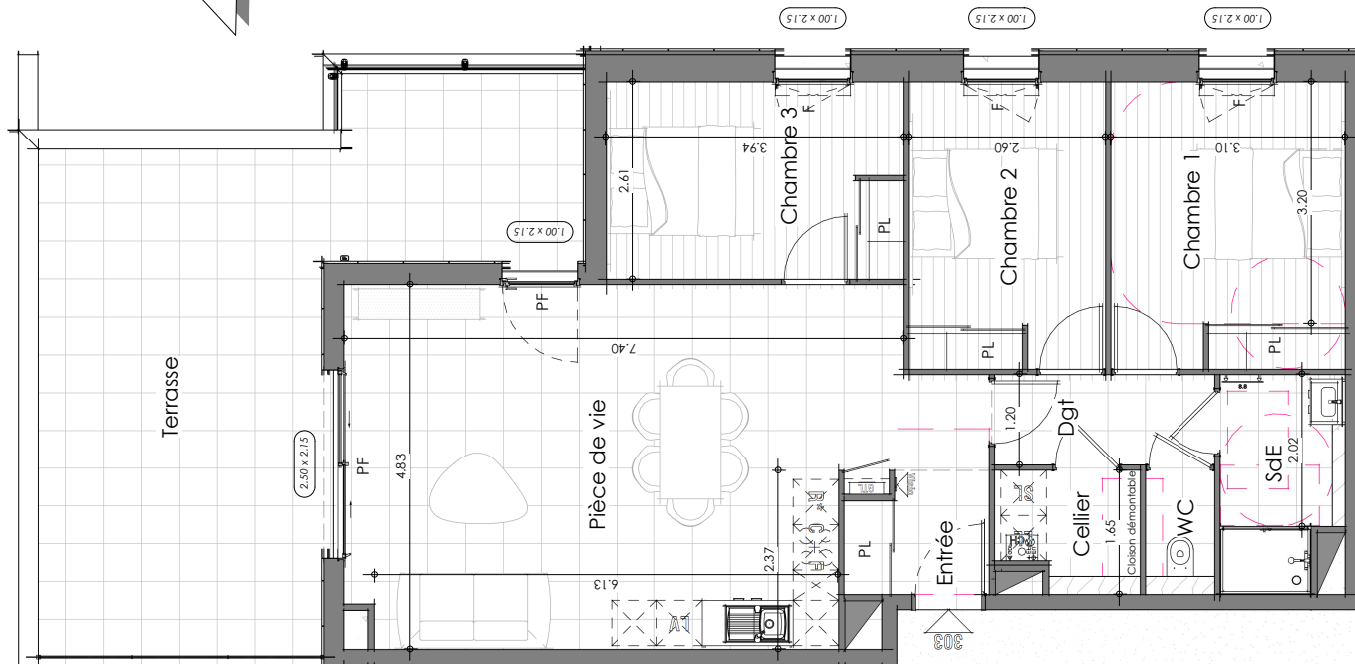 1.00 x 2.15
1.00 x 2.15
1.00 x 2.15
F
F
F
Chambre 3
3.94
2.61
PL
Chambre 2
2.60
PL
Chambre 1
3.10
3.20
PL
1.00 x 2.15
PF
7.40
Terrasse
2.50 x 2.15
PF
4.83
Pièce de vie
6.13
2.37
LV
PL
Entrée
303
1.20
Dgt
Cellier
1.65
Cloison démontable
WC
SdE
2.02